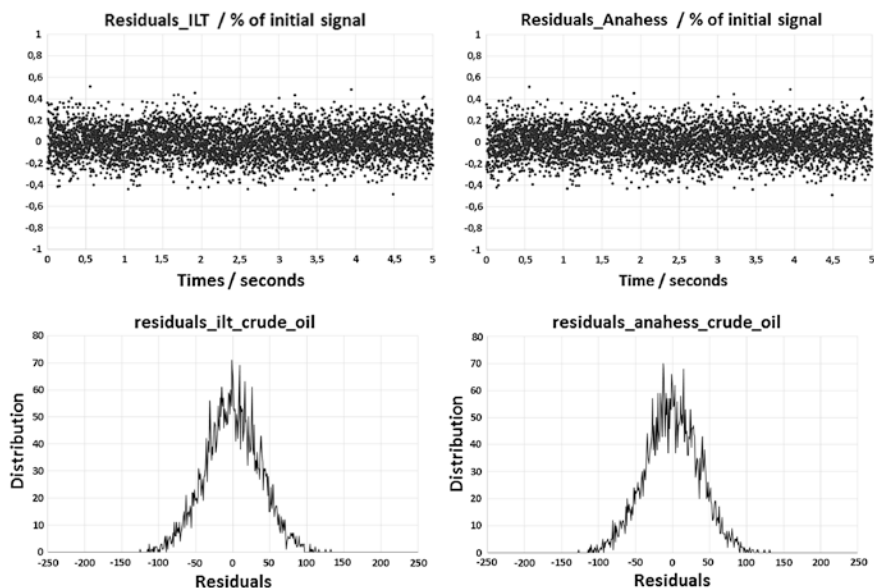 Residuals_ILT / % of initial signal
1
0,8
0,6
0,4
0,2
0
-0,2
-0,4
-0,6
-0,8
-1
0 0,5 1 1,5 2 2,5 3 3,5 4 4,5 5
Times / seconds
Residuals_Anahess / % of initial signal
1
0,8
0,6
0,4
0,2
0
-0,2
-0,4
-0,6
-0,8
-1
0 0,5 1 1,5 2 2,5 3 3,5 4 4,5 5
Time / seconds
residuals_ilt_crude_oil
Distribution
80
70
60
50
40
30
20
10
0
-250 -200 -150 -100 -50 0 50 100 150 200 250
Residuals
residuals_anahess_crude_oil
Distribution
80
70
60
50
40
30
20
10
0
-250 -200 -150 -100 -50 0 50 100 150 200 250
Residuals